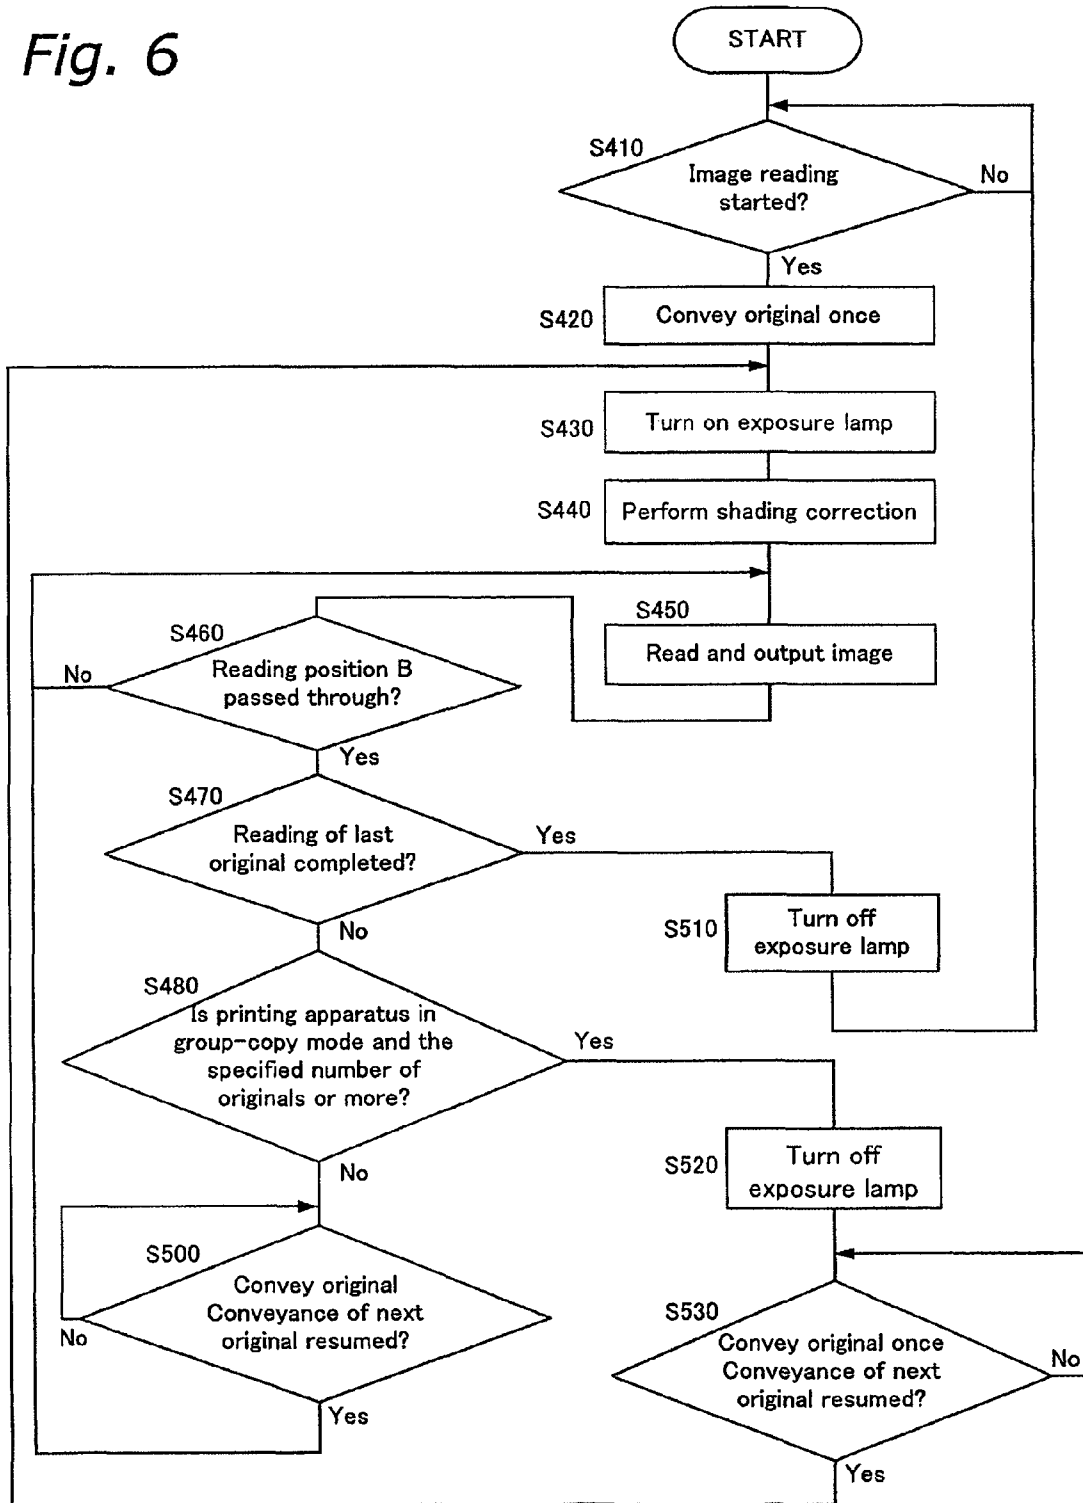 Fig. 6
START
S410
Image reading
started?
No
Yes
S420
Convey original once
S430
Turn on exposure lamp
S440
Perform shading correction
S450
Read and output image
S460
Reading position B
passed through?
No
Yes
S470
Reading of last
original completed?
Yes
No
S510
Turn off
exposure lamp
S480
Is printing apparatus in
group-copy mode and the
specified number of
originals or more?
Yes
No
S520
Turn off
exposure lamp
S500
Convey original
Conveyance of next
original resumed?
No
Yes
S530
Convey original once
Conveyance of next
original resumed?
No
Yes